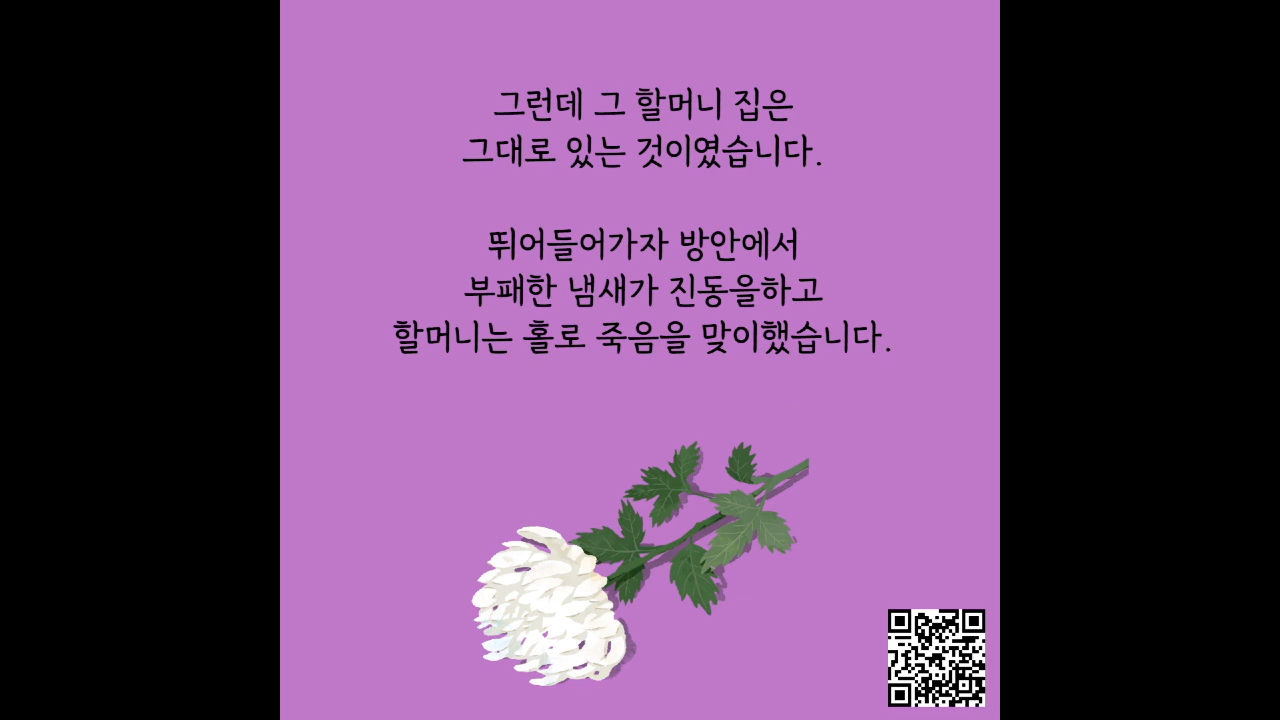 그런데 그 할머니 집은
그대로 있는 것이였습니다.
뛰어들어가자 방안에서
부패한 냄새가 진동을하고
할머니는 홀로 죽음을 맞이했습니다.